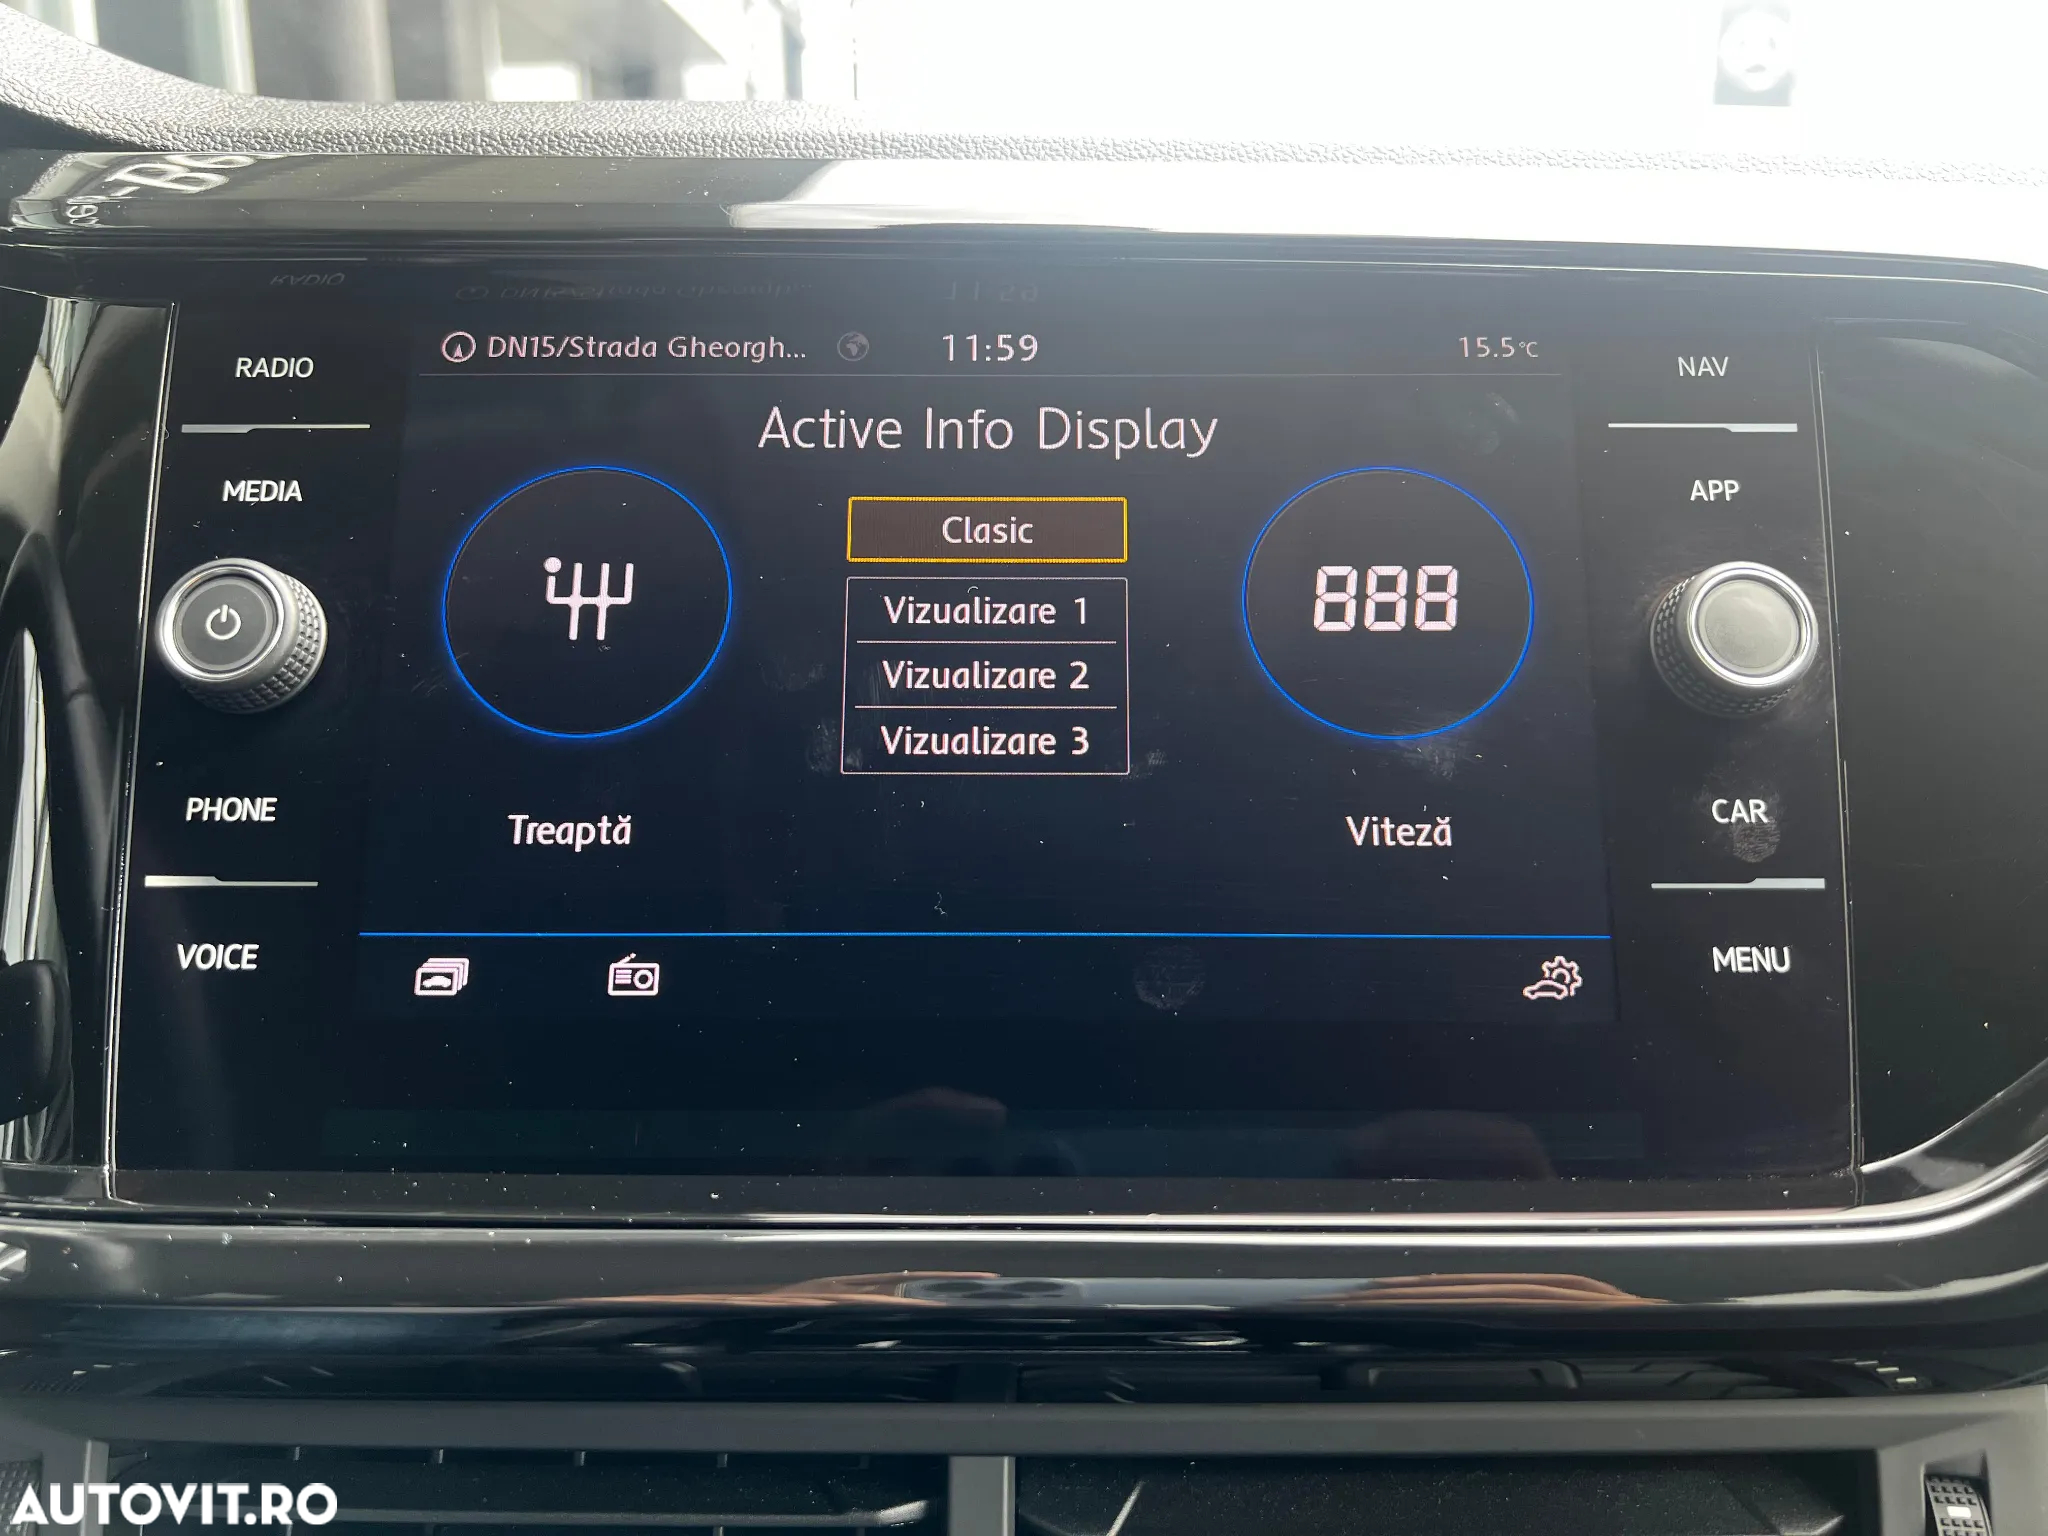 RADIO
MEDIA
PHONE
VOICE
DN15/Strada Gheorgh... 11:59 15.5°C
Active Info Display
Clasic
Vizualizare 1
Vizualizare 2
Vizualizare 3
888
Treaptă
Viteză
NAV
APP
CAR
MENU
AUTOVIT.RO